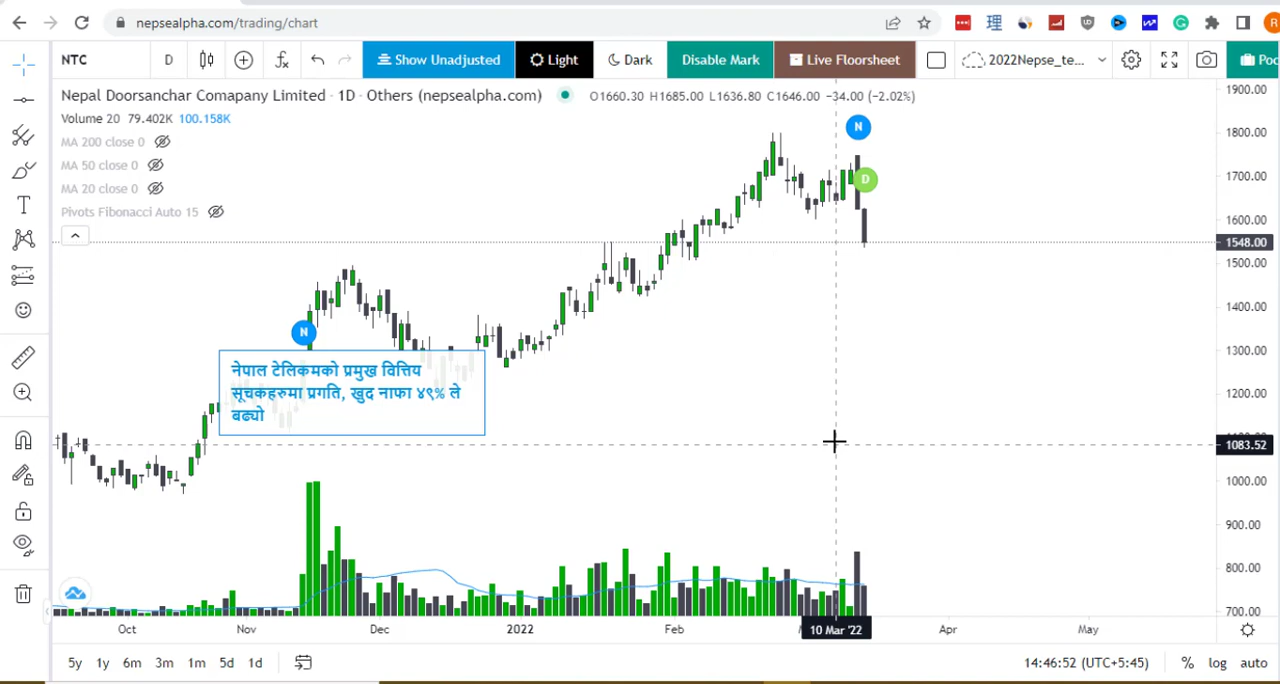 nepsealpha.com/trading/chart
NTC D Show Unadjusted Light Dark Disable Mark Live Floorsheet 2022Nepse_te...
Nepal Doorsanchar Comapany Limited · 1D · Others (nepsealpha.com) O1660.30 H1685.00 L1636.80 C1646.00 −34.00 (−2.02%)
Volume 20 79.402K 100.158K
MA 200 close 0
MA 50 close 0
MA 20 close 0
Pivots Fibonacci Auto 15
N
D
N
नेपाल टेलिकमको प्रमुख वित्तिय
सूचकहरुमा प्रगति, खुद नाफा ४९% ले
बढ्यो
1900.00
1800.00
1700.00
1600.00
1548.00
1500.00
1400.00
1300.00
1200.00
1083.52
1000.00
900.00
800.00
700.00
Oct Nov Dec 2022 Feb 10 Mar '22 Apr May
5y 1y 6m 3m 1m 5d 1d 14:46:52 (UTC+5:45) % log auto